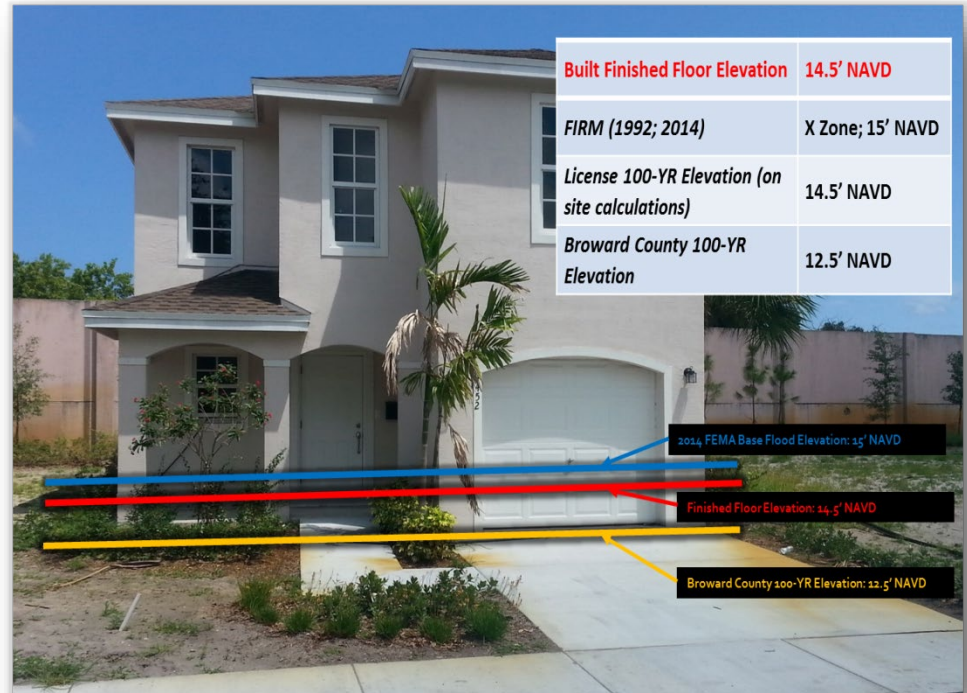 Built Finished Floor Elevation 14.5’ NAVD
FIRM (1992; 2014) X Zone; 15’ NAVD
License 100-YR Elevation (on
site calculations) 14.5’ NAVD
Broward County 100-YR
Elevation 12.5’ NAVD
2014 FEMA Base Flood Elevation: 15’ NAVD
Finished Floor Elevation: 14.5’ NAVD
Broward County 100-YR Elevation: 12.5’ NAVD